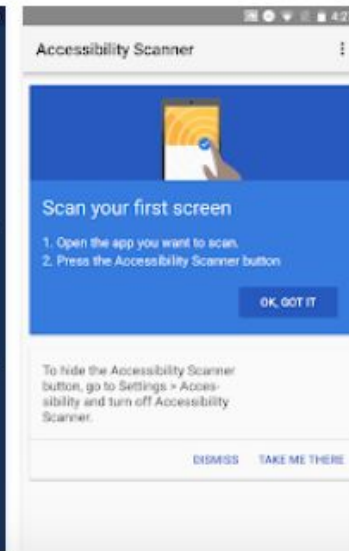 4:2
Accessibility Scanner
Scan your first screen
1. Open the app you want to scan.
2. Press the Accessibility Scanner button
OK, GOT IT
To hide the Accessibility Scanner
button, go to Settings > Acces-
sibility and turn off Accessibility
Scanner.
DISMISS TAKE ME THERE